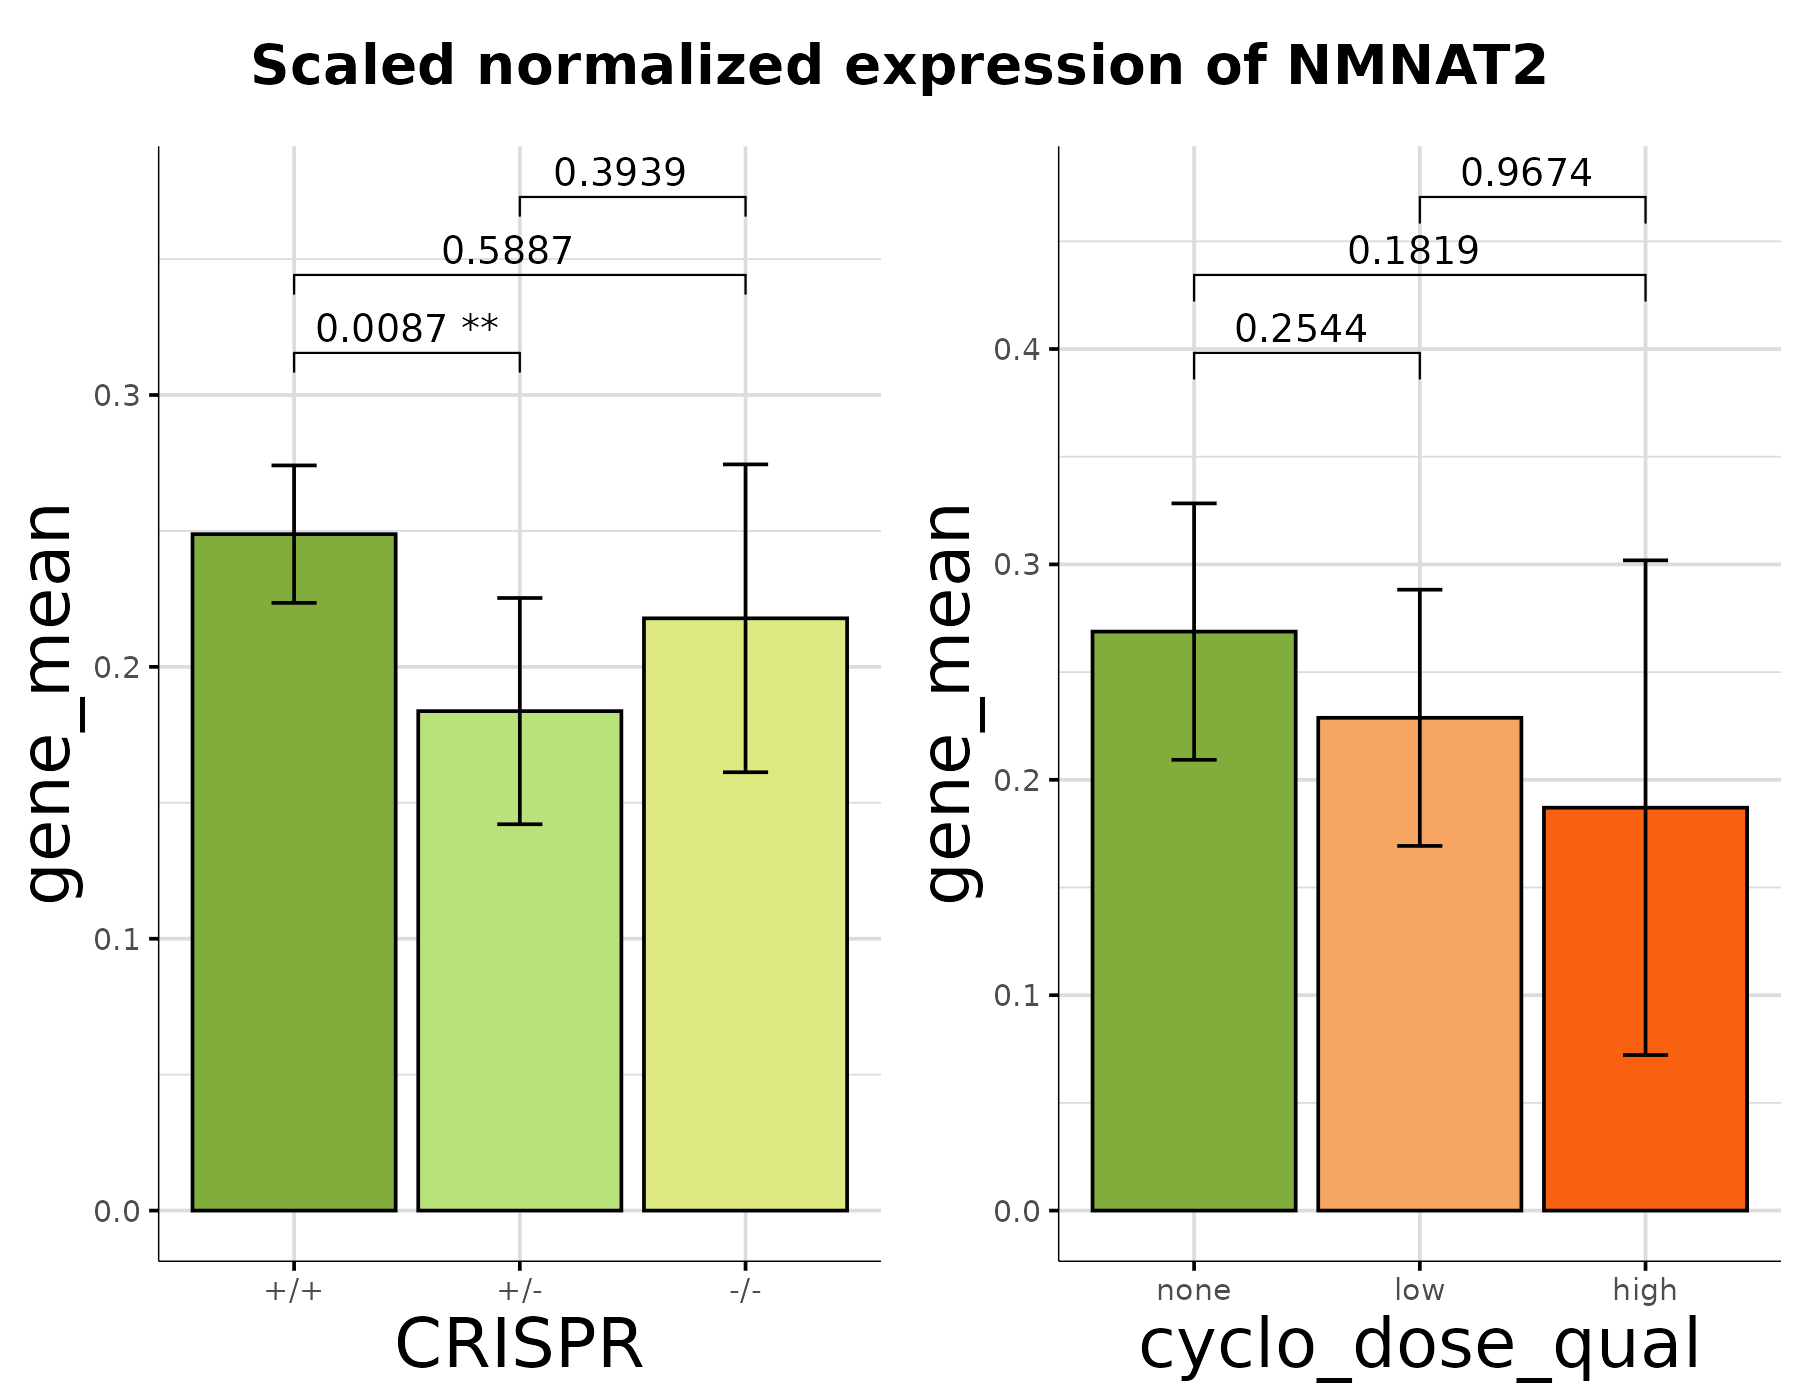 Scaled normalized expression of NMNAT2
gene_mean
0.3939
0.5887
0.0087 **
0.3
0.2
0.1
0.0
+/+ +/- -/-
CRISPR
gene_mean
0.9674
0.1819
0.2544
0.4
0.3
0.2
0.1
0.0
none low high
cyclo_dose_qual